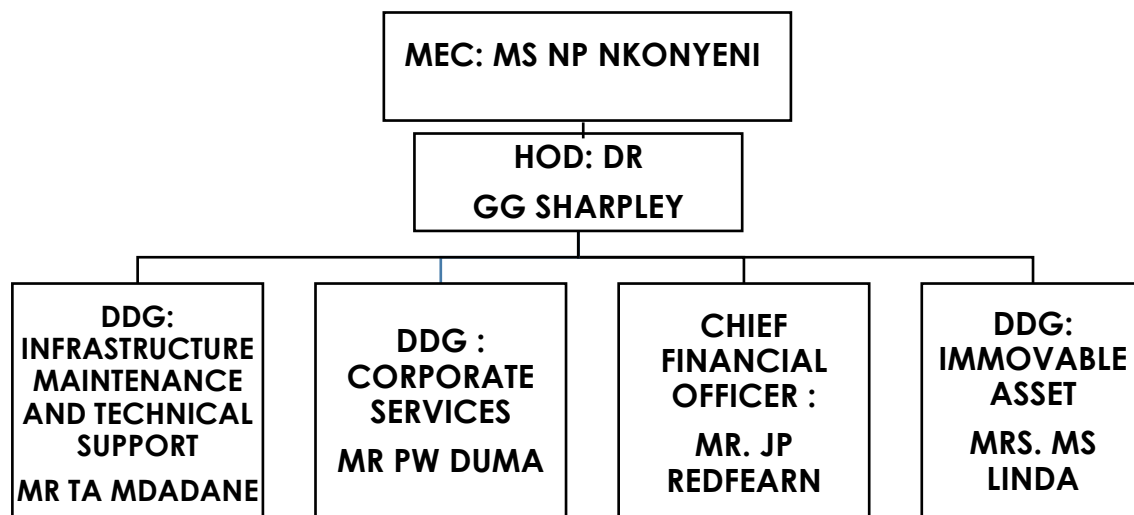 MEC: MS NP NKONYENI
HOD: DR
GG SHARPLEY
DDG:
INFRASTRUCTURE
MAINTENANCE
AND TECHNICAL
SUPPORT
MR TA MDADANE
DDG :
CORPORATE
SERVICES
MR PW DUMA
CHIEF
FINANCIAL
OFFICER :
MR. JP
REDFEARN
DDG:
IMMOVABLE
ASSET
MRS. MS
LINDA